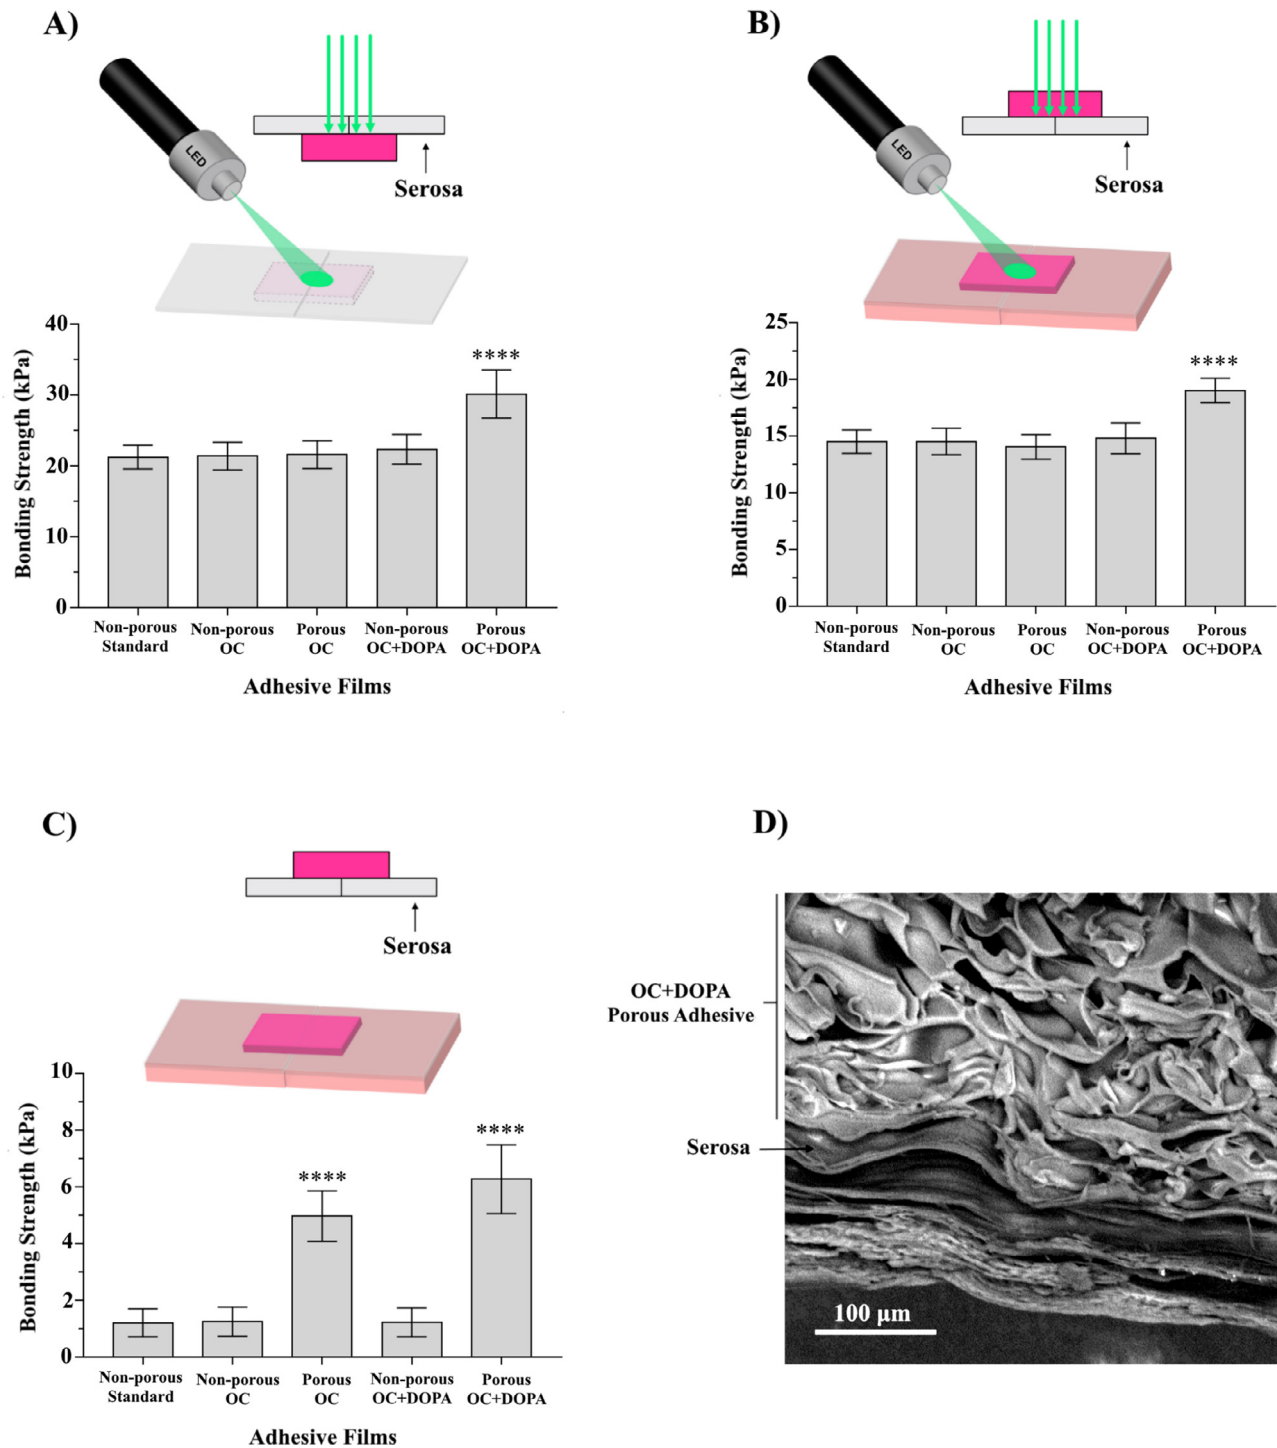 A)
LED
Serosa
40
30
20
10
0
Bonding Strength (kPa)
****
Non-porous Standard
Non-porous OC
Porous OC
Non-porous OC+DOPA
Porous OC+DOPA
Adhesive Films
B)
LED
Serosa
25
20
15
10
5
0
Bonding Strength (kPa)
****
Non-porous Standard
Non-porous OC
Porous OC
Non-porous OC+DOPA
Porous OC+DOPA
Adhesive Films
C)
Serosa
10
8
6
4
2
0
Bonding Strength (kPa)
****
****
Non-porous Standard
Non-porous OC
Porous OC
Non-porous OC+DOPA
Porous OC+DOPA
Adhesive Films
D)
OC+DOPA
Porous Adhesive
Serosa
100 μm